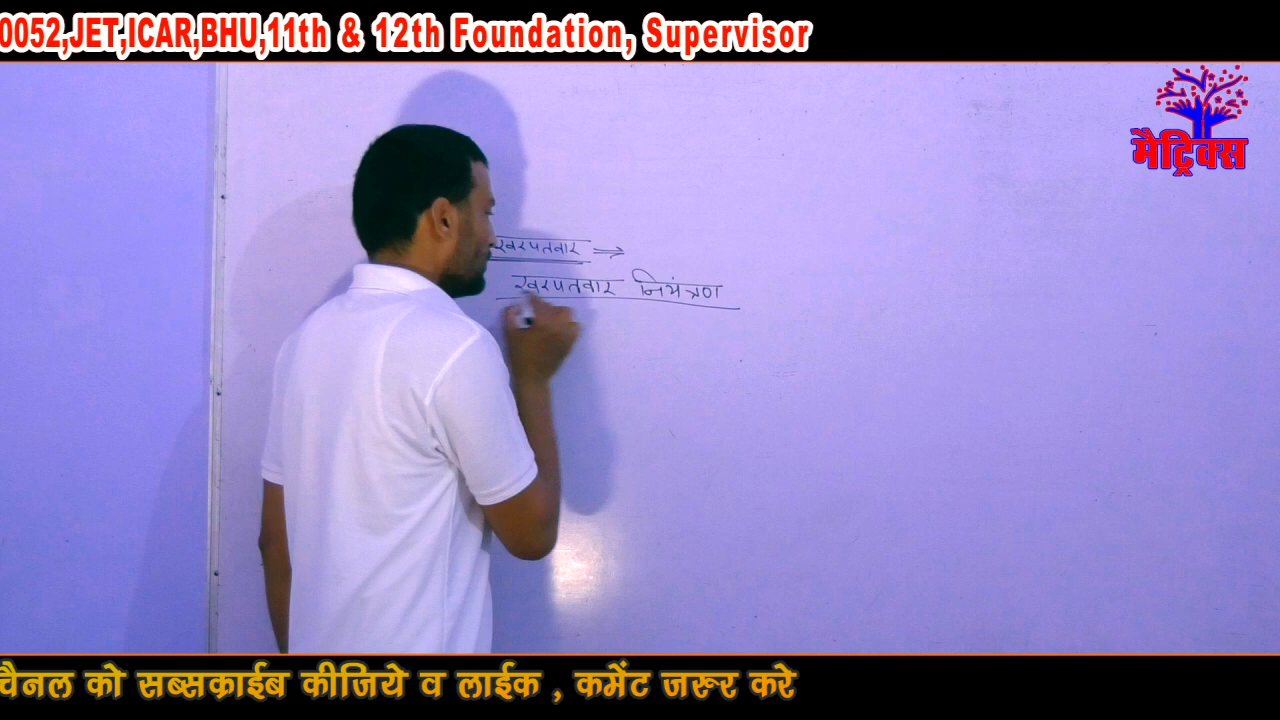 0052,JET,ICAR,BHU,11th & 12th Foundation, Supervisor
मैट्रिक्स
खरपतवार ⇒
खरपतवार नियंत्रण
चैनल को सब्सक्राईब कीजिये व लाईक , कमेंट जरूर करे